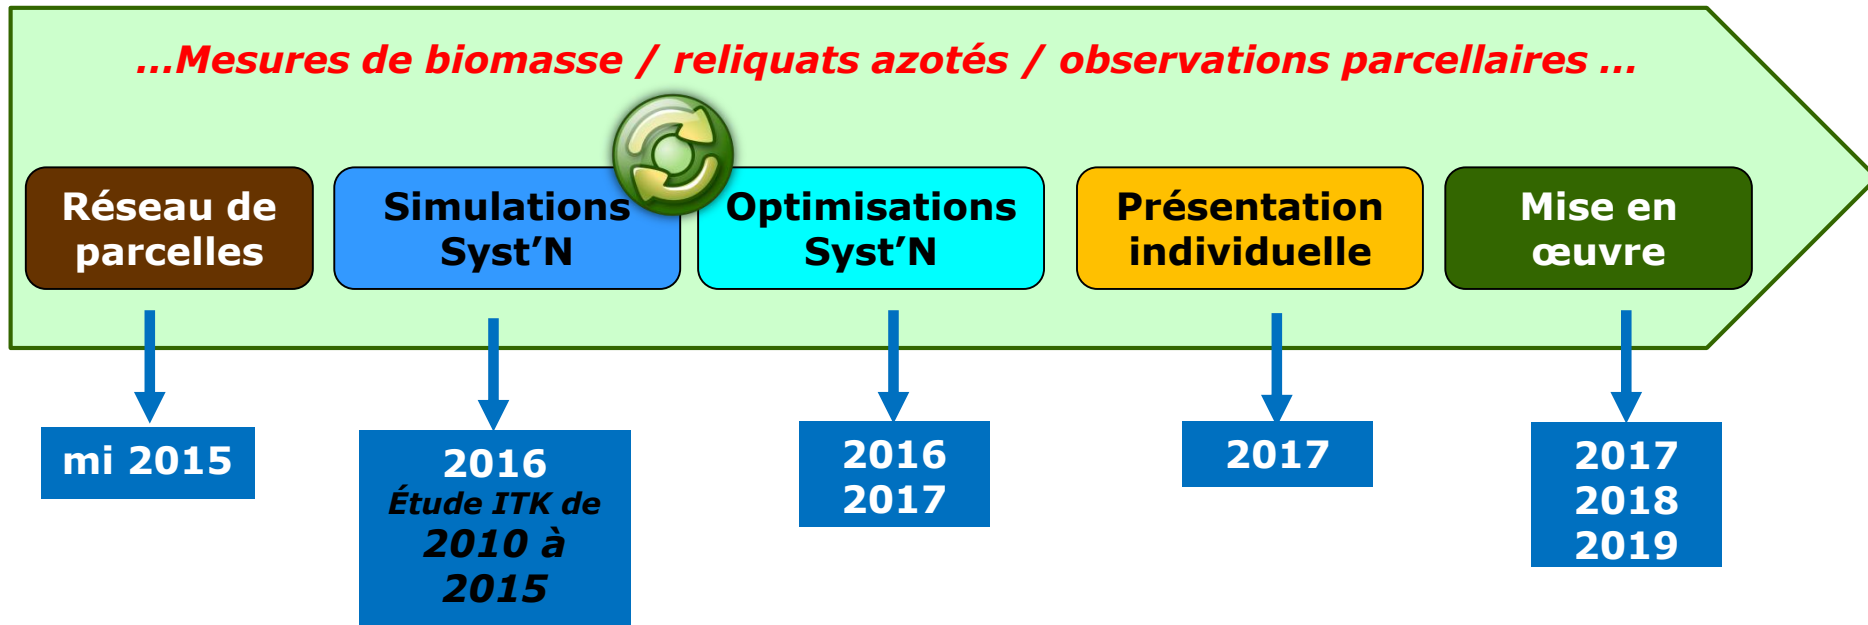 ...Mesures de biomasse / reliquats azotés / observations parcellaires ...
Réseau de
parcelles
Simulations
Syst’N
Optimisations
Syst’N
Présentation
individuelle
Mise en
œuvre
mi 2015
2016
Étude ITK de
2010 à
2015
2016
2017
2017
2017
2018
2019